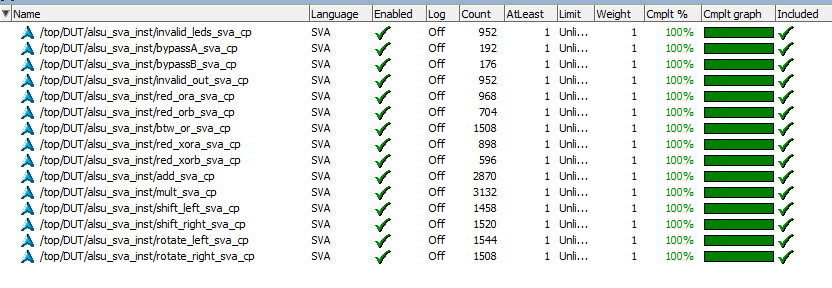 Name Language Enabled Log Count AtLeast Limit Weight Cmplt % Cmplt graph Included
/top/DUT/alsu_sva_inst/invalid_leds_sva_cp SVA Off 952 1 Unli... 1 100%
/top/DUT/alsu_sva_inst/bypassA_sva_cp SVA Off 192 1 Unli... 1 100%
/top/DUT/alsu_sva_inst/bypassB_sva_cp SVA Off 176 1 Unli... 1 100%
/top/DUT/alsu_sva_inst/invalid_out_sva_cp SVA Off 952 1 Unli... 1 100%
/top/DUT/alsu_sva_inst/red_ora_sva_cp SVA Off 968 1 Unli... 1 100%
/top/DUT/alsu_sva_inst/red_orb_sva_cp SVA Off 704 1 Unli... 1 100%
/top/DUT/alsu_sva_inst/btw_or_sva_cp SVA Off 1508 1 Unli... 1 100%
/top/DUT/alsu_sva_inst/red_xora_sva_cp SVA Off 898 1 Unli... 1 100%
/top/DUT/alsu_sva_inst/red_xorb_sva_cp SVA Off 596 1 Unli... 1 100%
/top/DUT/alsu_sva_inst/add_sva_cp SVA Off 2870 1 Unli... 1 100%
/top/DUT/alsu_sva_inst/mult_sva_cp SVA Off 3132 1 Unli... 1 100%
/top/DUT/alsu_sva_inst/shift_left_sva_cp SVA Off 1458 1 Unli... 1 100%
/top/DUT/alsu_sva_inst/shift_right_sva_cp SVA Off 1520 1 Unli... 1 100%
/top/DUT/alsu_sva_inst/rotate_left_sva_cp SVA Off 1544 1 Unli... 1 100%
/top/DUT/alsu_sva_inst/rotate_right_sva_cp SVA Off 1508 1 Unli... 1 100%